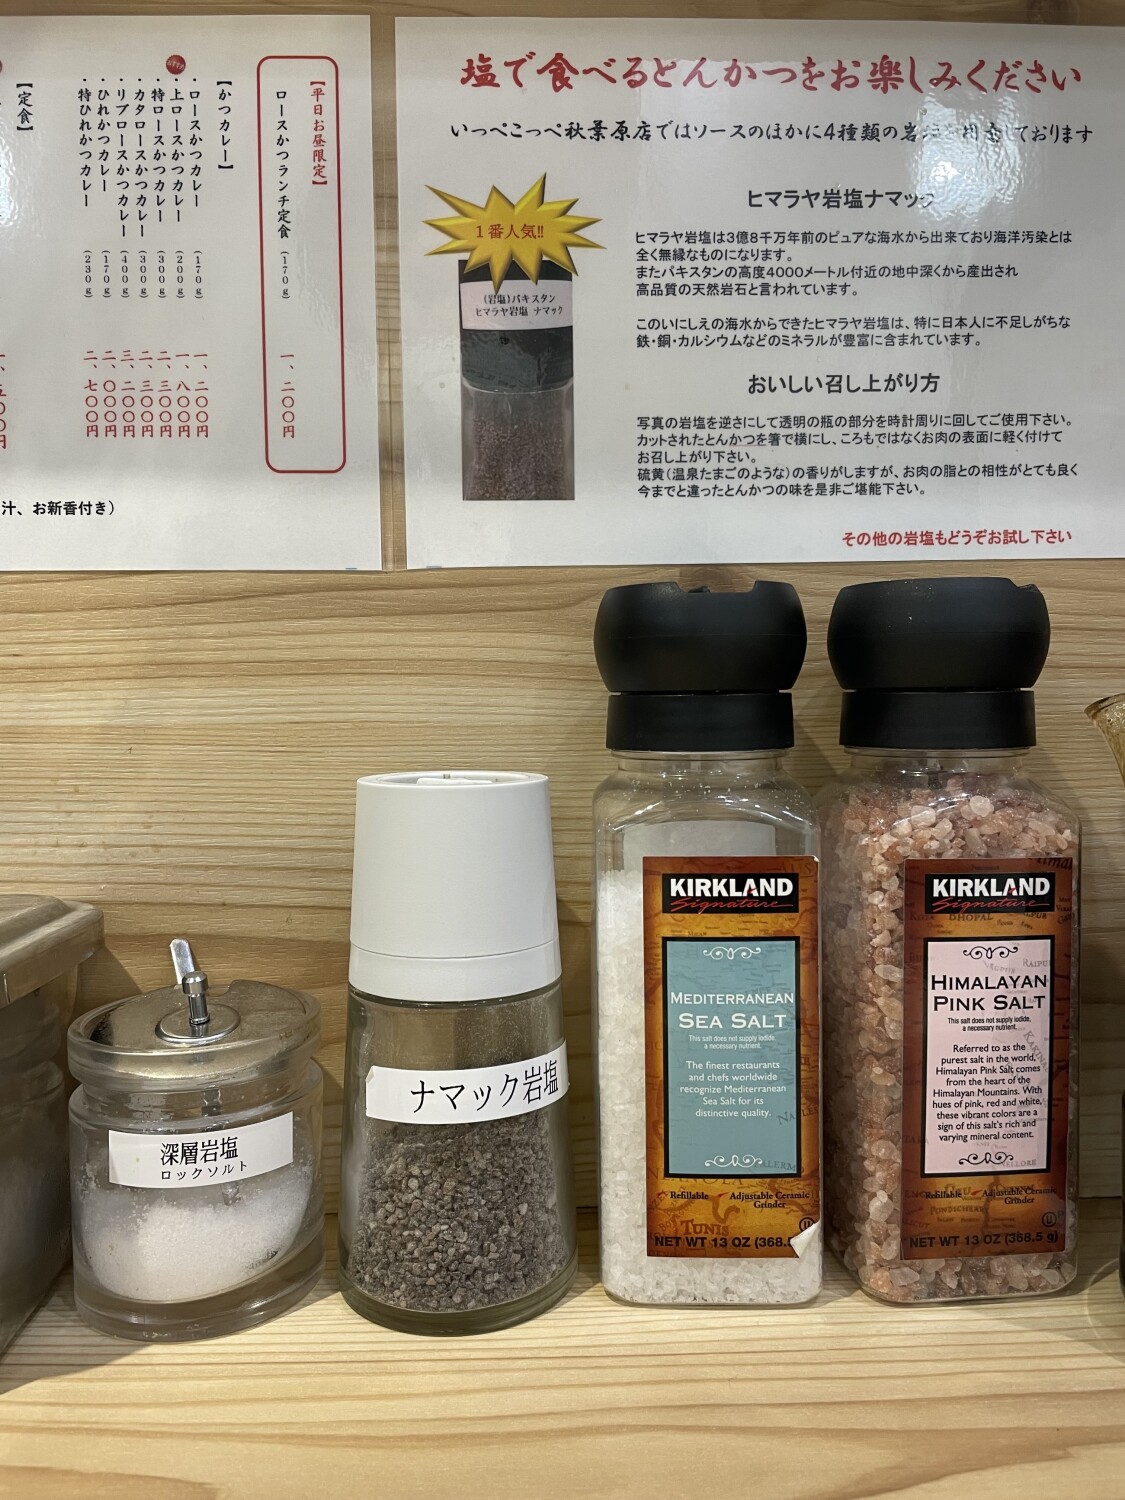 【定食】
【かつカレー】
・ロースかつカレー (170g) 一、二〇〇円
・上ロースかつカレー (200g) 一、八〇〇円
・特ロースかつカレー (300g) 二、三〇〇円
・カタロースかつカレー (300g) 二、三〇〇円
・リブロースかつカレー (400g) 三、二〇〇円
・ひれかつカレー (170g) 二、〇〇〇円
・特ひれかつカレー (230g) 二、七〇〇円
【平日お昼限定】
ロースかつランチ定食 (170g) 一、二〇〇円
汁、お新香付き)
塩で食べるとんかつをお楽しみください
いっぺこっぺ秋葉原店ではソースのほかに4種類の岩塩 用意しております
1番人気!!
(岩塩)パキスタン
ヒマラヤ岩塩 ナマック
ヒマラヤ岩塩ナマック
ヒマラヤ岩塩は3億8千万年前のピュアな海水から出来ており海洋汚染とは
全く無縁なものになります。
またパキスタンの高度4000メートル付近の地中深くから産出され
高品質の天然岩石と言われています。
このいにしえの海水からできたヒマラヤ岩塩は、特に日本人に不足しがちな
鉄・銅・カルシウムなどのミネラルが豊富に含まれています。
おいしい召し上がり方
写真の岩塩を逆さにして透明の瓶の部分を時計周りに回してご使用下さい。
カットされたとんかつを箸で横にし、ころもではなくお肉の表面に軽く付けて
お召し上がり下さい。
硫黄(温泉たまごのような)の香りがしますが、お肉の脂との相性がとても良く
今までと違ったとんかつの味を是非ご堪能下さい。
その他の岩塩もどうぞお試し下さい
深層岩塩
ロックソルト
ナマック岩塩
KIRKLAND
Signature
MEDITERRANEAN
SEA SALT
This salt does not supply iodide,
a necessary nutrient.
The finest restaurants
and chefs worldwide
recognize Mediterranean
Sea Salt for its
distinctive quality.
Refillable
Adjustable Ceramic
Grinder
TUNIS
NET WT 13 OZ (368.5
KIRKLAND
Signature
BHOPAL
RAIPUR
HIMALAYAN
PINK SALT
This salt does not supply iodide,
a necessary nutrient.
Referred to as the
purest salt in the world,
Himalayan Pink Salt comes
from the heart of the
Himalayan Mountains. With
hues of pink, red and white,
these vibrant colors are a
sign of this salt's rich and
varying mineral content.
Refillable
Adjustable Ceramic
Grinder
PONDICHERRY
NET WT 13 OZ (368.5 g)